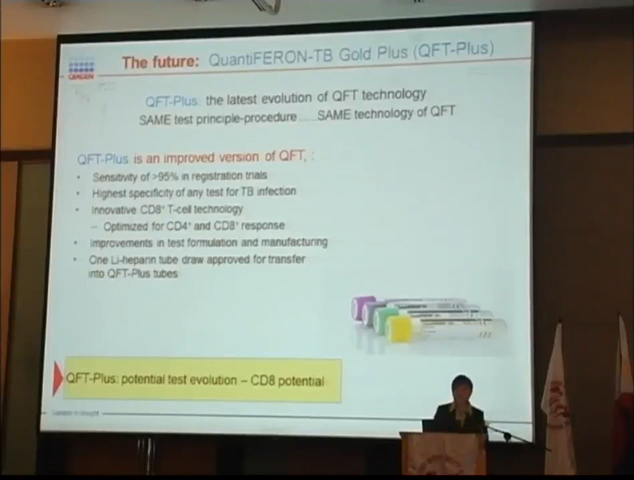 QIAGEN
The future: QuantiFERON-TB Gold Plus (QFT-Plus)
QFT-Plus: the latest evolution of QFT technology
SAME test principle-procedure.....SAME technology of QFT
QFT-Plus is an improved version of QFT, :
• Sensitivity of >95% in registration trials
• Highest specificity of any test for TB infection
• Innovative CD8⁺ T-cell technology
– Optimized for CD4⁺ and CD8⁺ response
• Improvements in test formulation and manufacturing
• One Li-heparin tube draw approved for transfer
into QFT-Plus tubes
QFT-Plus: potential test evolution – CD8 potential
Sample to Insight